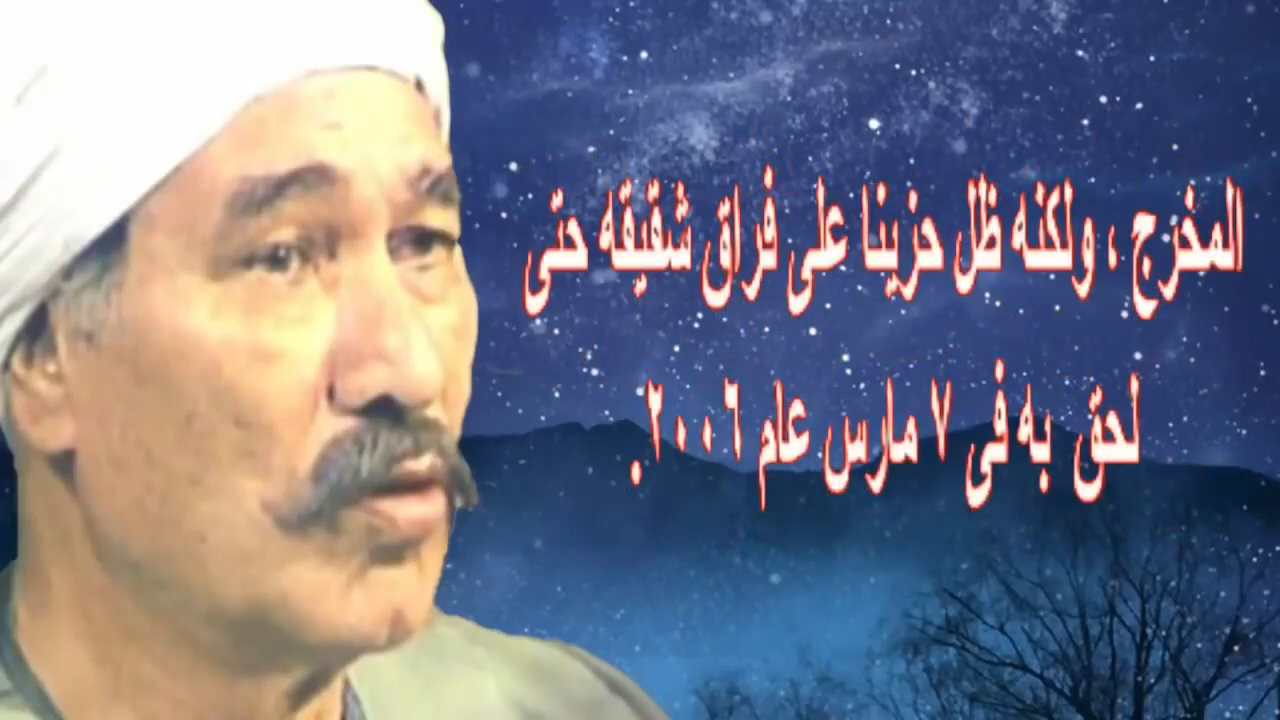 المخرج ، ولكنه ظل حزينا على فراق شقيقه حتى
لحق به فى ٧ مارس عام ٢٠٠٦.